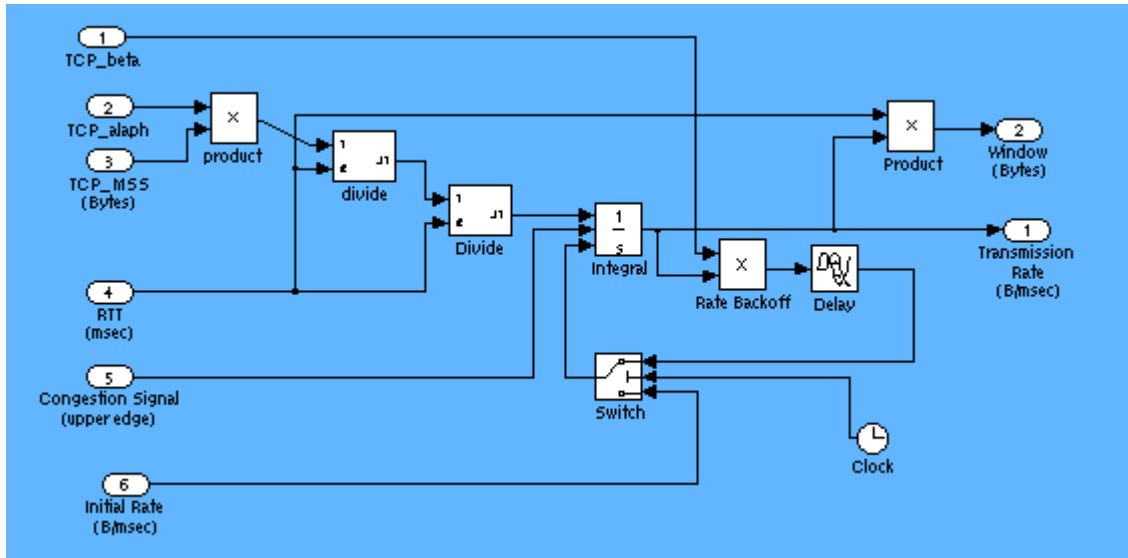 1
TCP_beta
2
TCP_alaph
3
TCP_MSS
(Bytes)
x
product
1
divide
1
Divide
1
s
Integral
x
Rate Backoff
Delay
x
Product
2
Window
(Bytes)
1
Transmission
Rate
(B/msec)
4
RTT
(msec)
5
Congestion Signal
(upper edge)
Switch
Clock
6
Initial Rate
(B/msec)